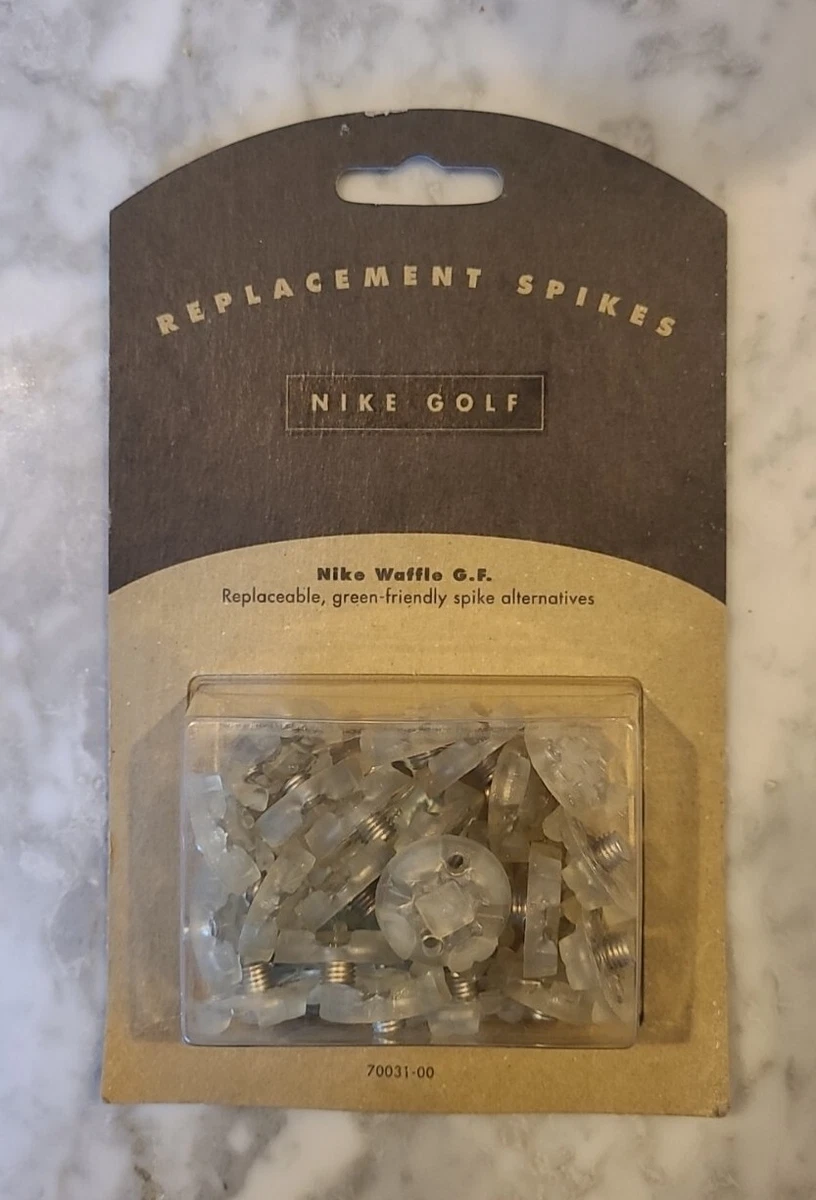 REPLACEMENT SPIKES
NIKE GOLF
Nike Waffle G.F.
Replaceable, green-friendly spike alternatives
70031-00